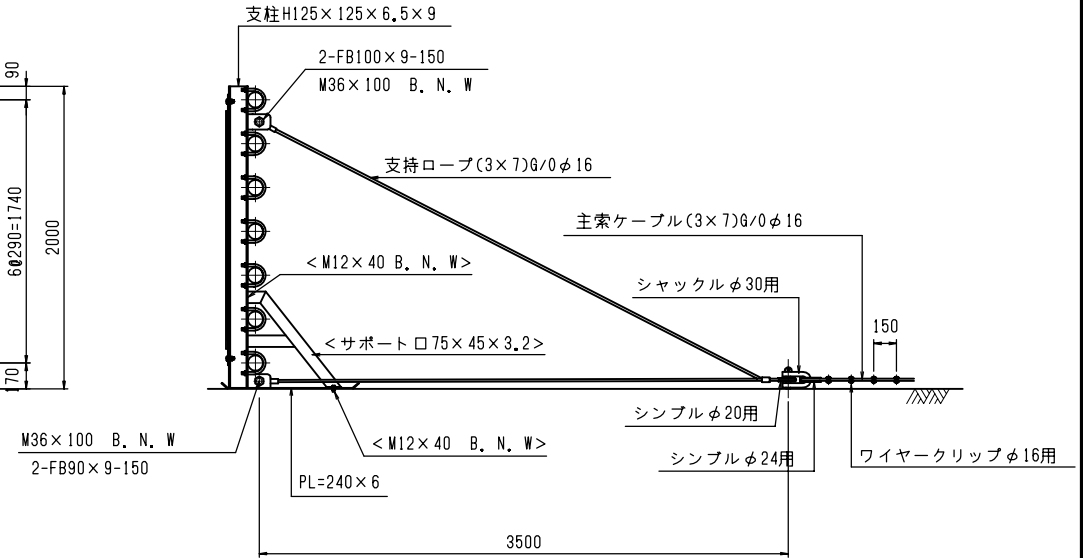 支柱H125×125×6.5×9
2-FB100×9-150
M36×100 B. N. W
支持ロープ(3×7)G/Oφ16
主索ケーブル(3×7)G/Oφ16
<M12×40 B. N. W>
シャックルφ30用
<サポート口75×45×3.2>
150
90
6@290=1740
2000
170
シンブルφ20用
M36×100 B. N. W
2-FB90×9-150
<M12×40 B. N. W>
シンブルφ24用
ワイヤークリップφ16用
PL=240×6
3500